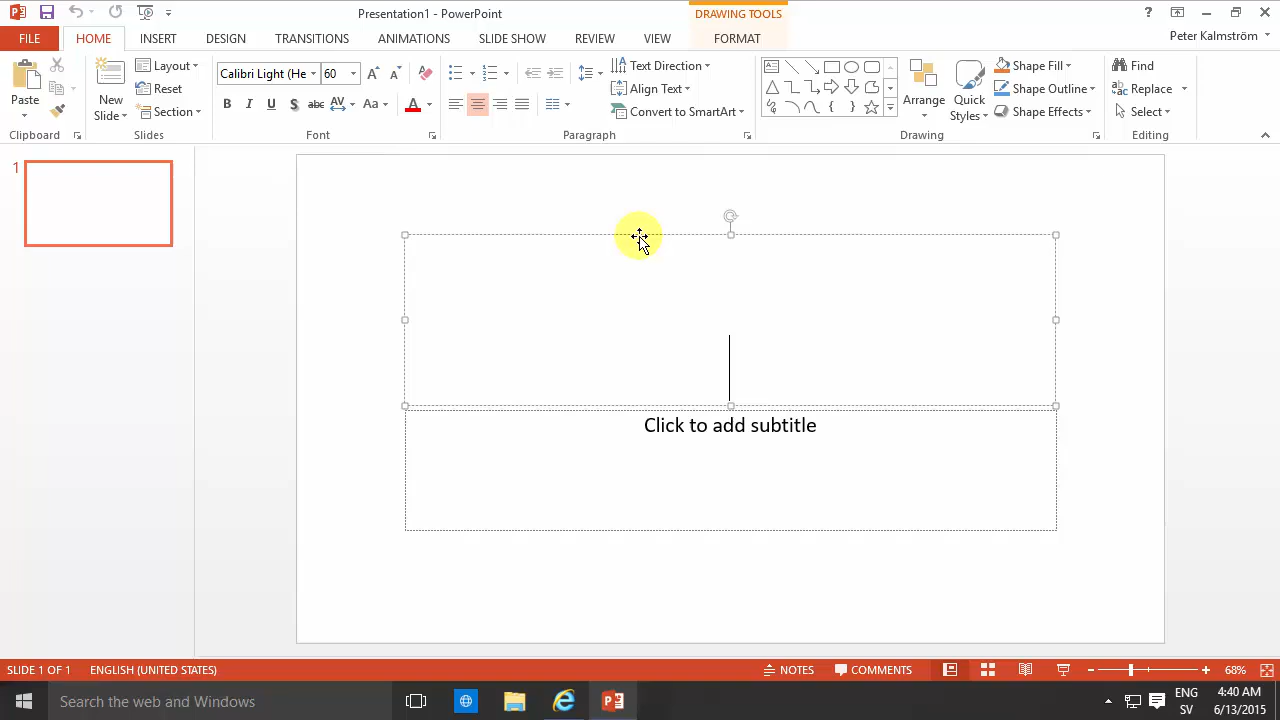 Presentation1 - PowerPoint
DRAWING TOOLS
?
FILE HOME INSERT DESIGN TRANSITIONS ANIMATIONS SLIDE SHOW REVIEW VIEW FORMAT
Peter Kalmström
Paste
Clipboard
New
Slide
Layout
Reset
Section
Slides
Calibri Light (He 60
B I U S abc AV Aa A
Font
Text Direction
Align Text
Convert to SmartArt
Paragraph
Arrange
Quick
Styles
Shape Fill
Shape Outline
Shape Effects
Drawing
Find
Replace
Select
Editing
1
Click to add subtitle
SLIDE 1 OF 1 ENGLISH (UNITED STATES) NOTES COMMENTS 68%
Search the web and Windows
ENG
SV
4:40 AM
6/13/2015